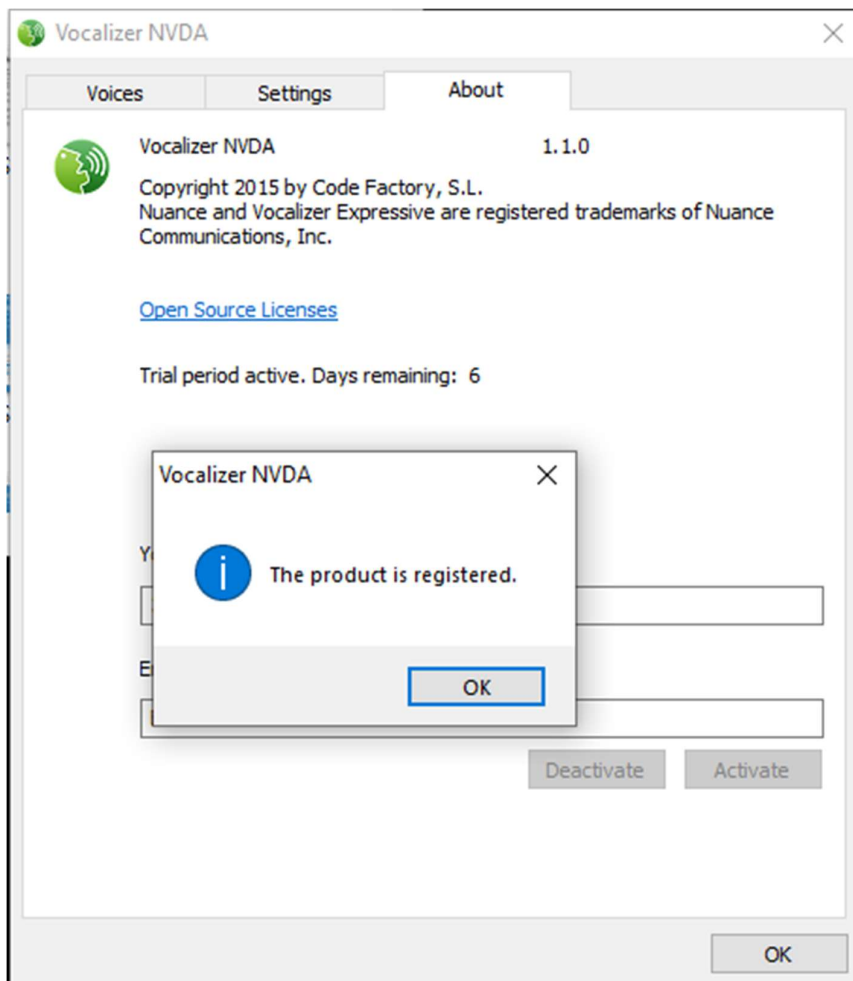 Vocalizer NVDA
Voices Settings About
Vocalizer NVDA 1.1.0
Copyright 2015 by Code Factory, S.L.
Nuance and Vocalizer Expressive are registered trademarks of Nuance
Communications, Inc.
Open Source Licenses
Trial period active. Days remaining: 6
Vocalizer NVDA
The product is registered.
OK
Deactivate Activate
OK